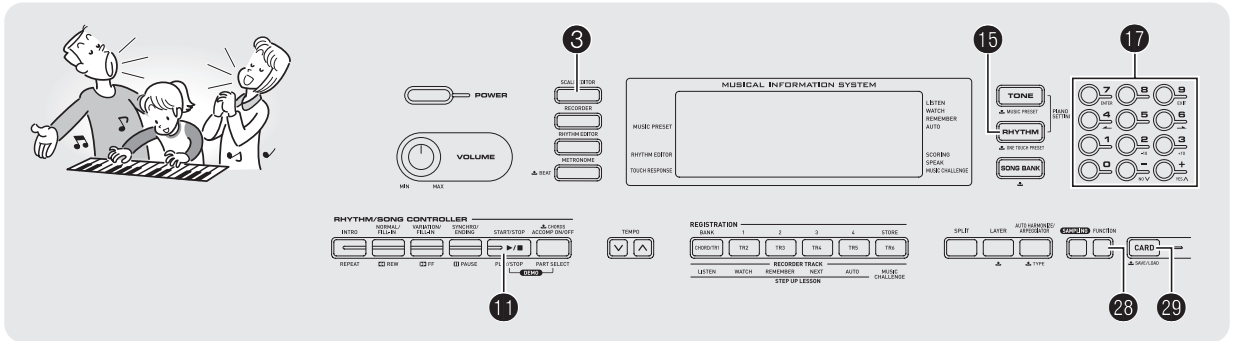 3
15
17
SCALE EDITOR
POWER
RECORDER
RHYTHM EDITOR
METRONOME
BEAT
VOLUME
MIN MAX
MUSICAL INFORMATION SYSTEM
MUSIC PRESET
RHYTHM EDITOR
TOUCH RESPONSE
LISTEN
WATCH
REMEMBER
AUTO
SCORING
SPEAK
MUSIC CHALLENGE
TONE
MUSIC PRESET
PIANO
SETTING
RHYTHM
ONE TOUCH PRESET
SONG BANK
7 8 9
ENTER EXIT
4 5 6
1 2 3
-10 +10
0 - +
NO ∨ YES ∧
RHYTHM/SONG CONTROLLER
INTRO
NORMAL/
FILL-IN
VARIATION/
FILL-IN
SYNCHRO/
ENDING
START/STOP
CHORDS
ACCOMP ON/OFF
▶/■
REPEAT
REW
FF
PAUSE
PLAY/STOP
PART SELECT
DEMO
11
TEMPO
∨ ∧
REGISTRATION
BANK 1 2 3 4 STORE
CHORD/TR1 TR2 TR3 TR4 TR5 TR6
RECORDER TRACK
LISTEN WATCH REMEMBER NEXT AUTO MUSIC
CHALLENGE
STEP UP LESSON
SPLIT
LAYER
AUTO HARMONIZE/
ARPEGGIATOR
TYPE
SAMPLING
FUNCTION
CARD
SAVE/LOAD
28
29